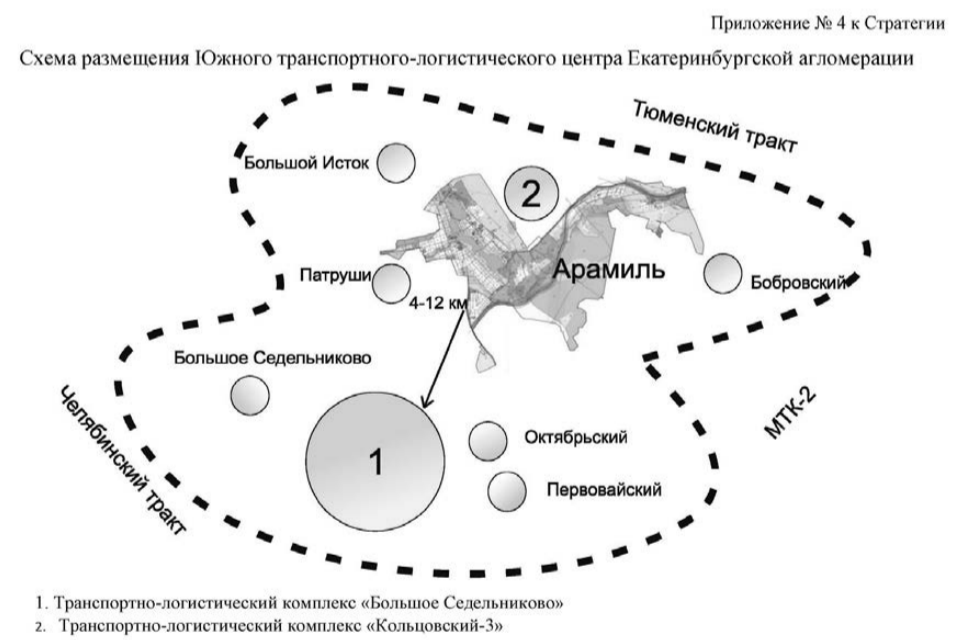 Приложение № 4 к Стратегии
Схема размещения Южного транспортного-логистического центра Екатеринбургской агломерации
Тюменский тракт
Большой Исток
2
Арамиль
Патруши
Бобровский
4-12 км
Большое Седельниково
Челябинский тракт
МТК-2
1
Октябрьский
Первовайский
1. Транспортно-логистический комплекс «Большое Седельниково»
2. Транспортно-логистический комплекс «Кольцовский-3»